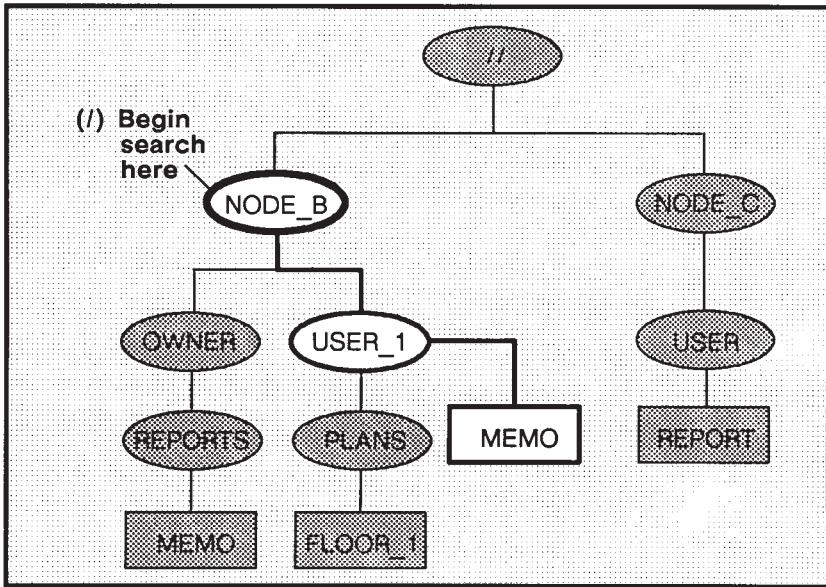 //
(/) Begin
search
here
NODE_B
NODE_C
OWNER
USER_1
USER
REPORTS
PLANS
MEMO
REPORT
MEMO
FLOOR_1